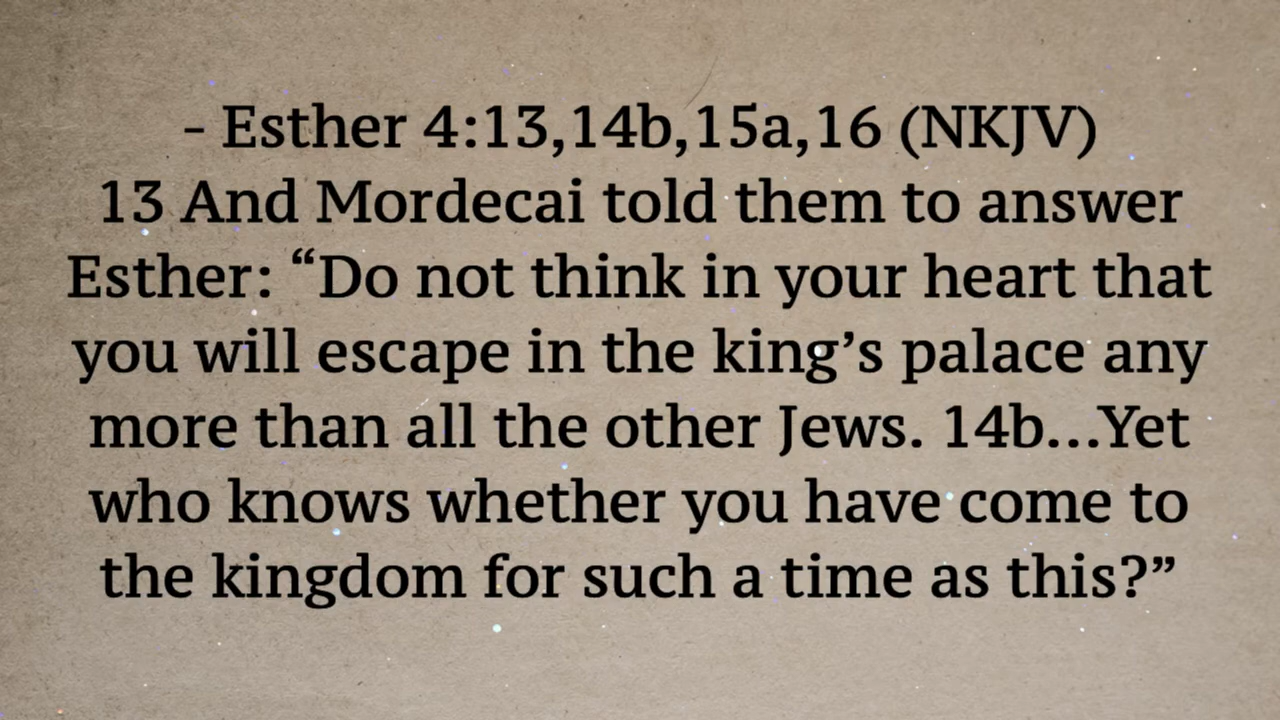 - Esther 4:13,14b,15a,16 (NKJV)
13 And Mordecai told them to answer
Esther: “Do not think in your heart that
you will escape in the king’s palace any
more than all the other Jews. 14b...Yet
who knows whether you have come to
the kingdom for such a time as this?”